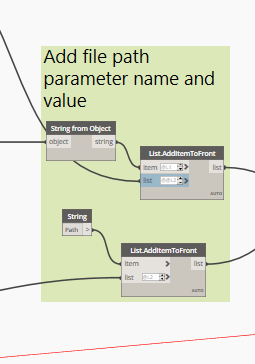 Add file path
parameter name and
value
String from Object
object string
List.AddItemToFront
item > list
list >
AUTO
String
Path >
List.AddItemToFront
item > list
list >
AUTO